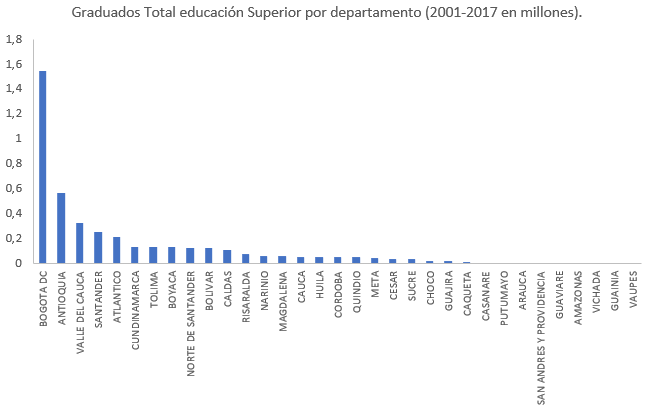 Graduados Total educación Superior por departamento (2001-2017 en millones).
1,8
1,6
1,4
1,2
1
0,8
0,6
0,4
0,2
0
BOGOTA DC
ANTIOQUIA
VALLE DEL CAUCA
SANTANDER
ATLANTICO
CUNDINAMARCA
TOLIMA
BOYACA
NORTE DE SANTANDER
BOLIVAR
CALDAS
RISARALDA
NARINIO
MAGDALENA
CAUCA
HUILA
CORDOBA
QUINDIO
META
CESAR
SUCRE
CHOCO
GUAJIRA
CAQUETA
CASANARE
PUTUMAYO
ARAUCA
SAN ANDRES Y PROVIDENCIA
GUAVIARE
AMAZONAS
VICHADA
GUAINIA
VAUPES